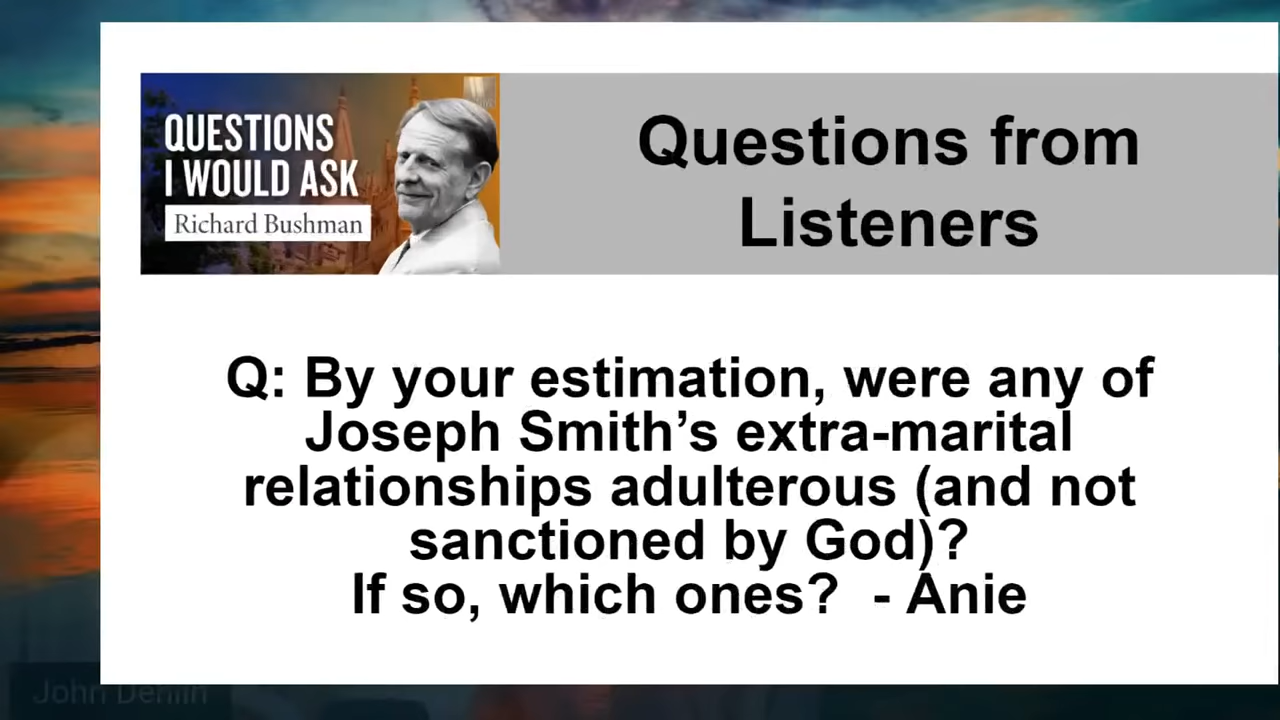 QUESTIONS
I WOULD ASK
Richard Bushman
Questions from
Listeners
Q: By your estimation, were any of
Joseph Smith’s extra-marital
relationships adulterous (and not
sanctioned by God)?
If so, which ones?  - Anie
John Dehlin